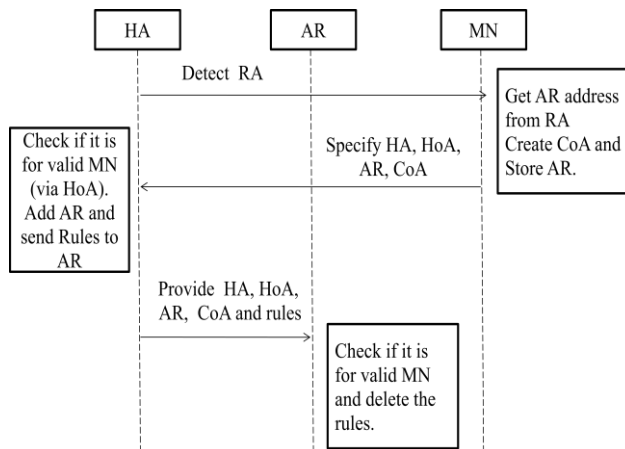 HA
AR
MN
Detect RA
Get AR address
from RA
Create CoA and
Store AR.
Specify HA, HoA,
AR, CoA
Check if it is
for valid MN
(via HoA).
Add AR and
send Rules to
AR
Provide HA, HoA,
AR, CoA and rules
Check if it is
for valid MN
and delete the
rules.